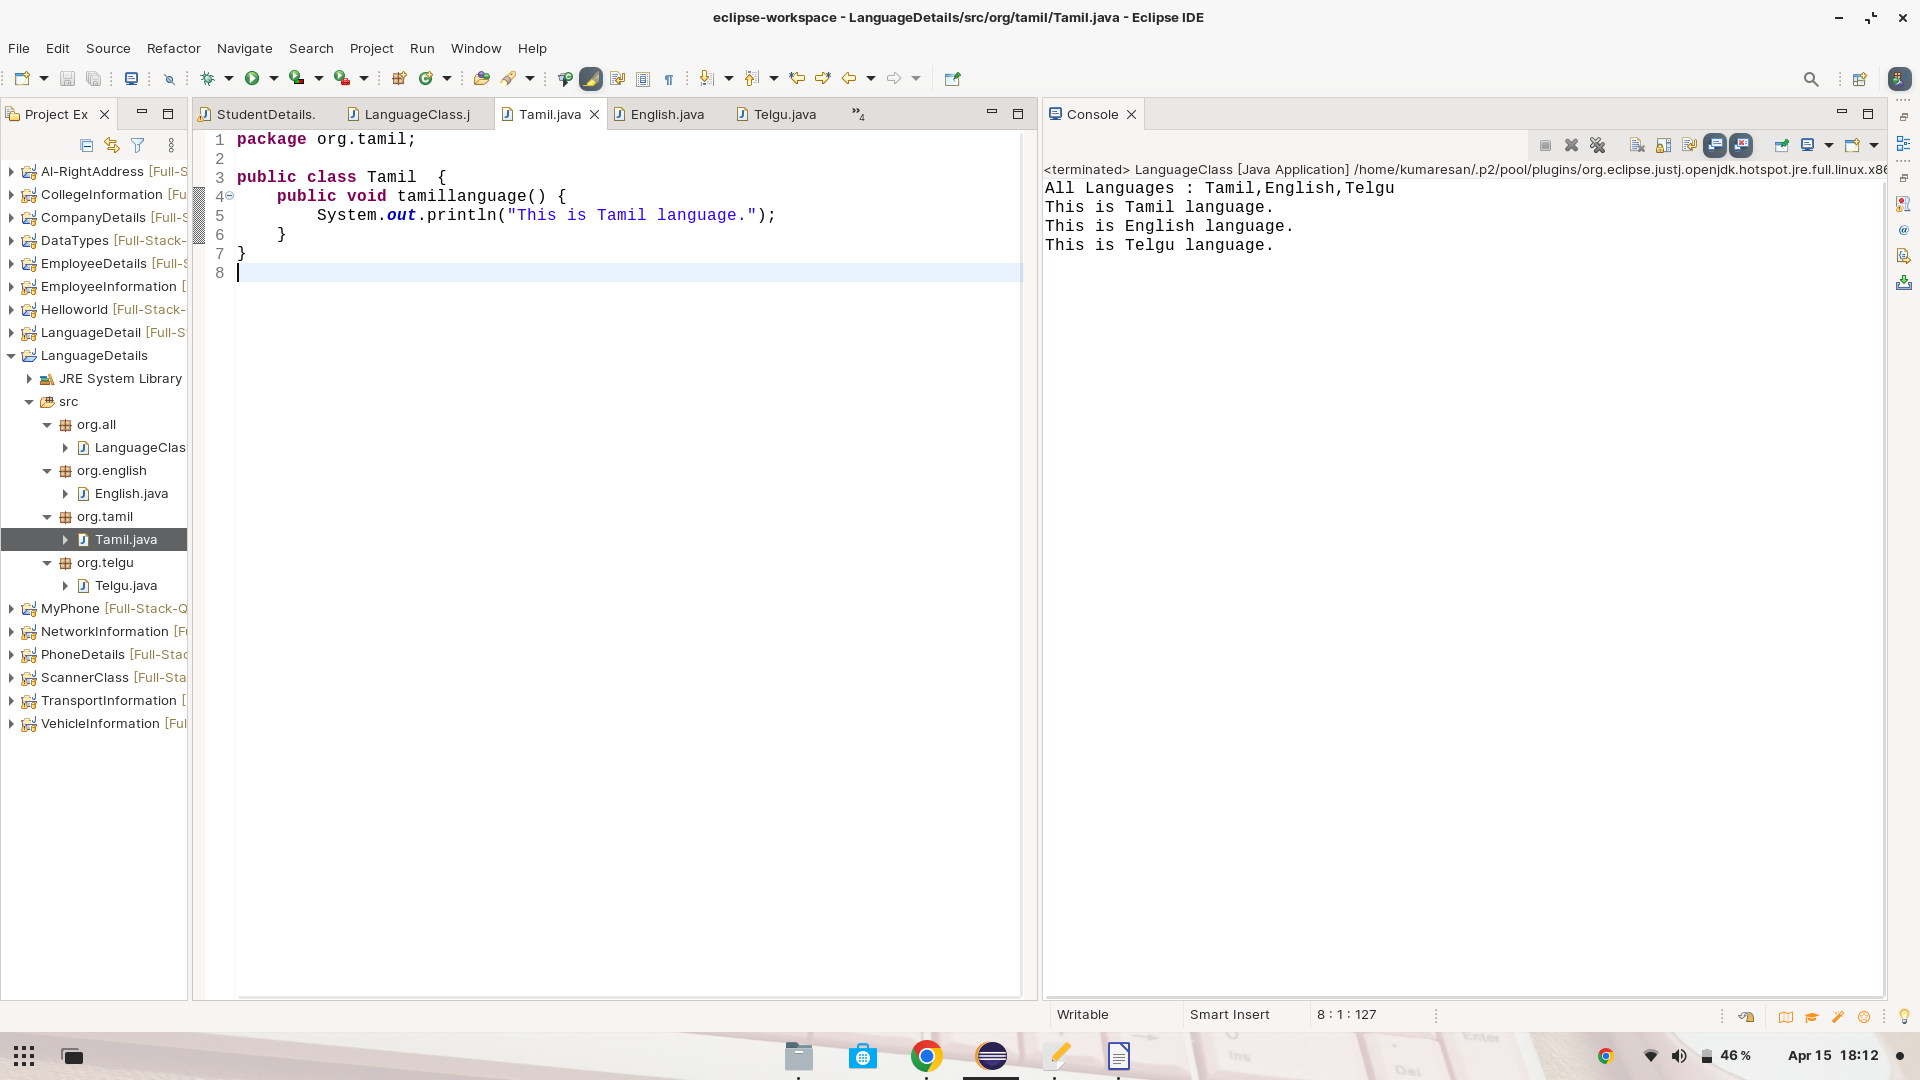 eclipse-workspace - LanguageDetails/src/org/tamil/Tamil.java - Eclipse IDE
File Edit Source Refactor Navigate Search Project Run Window Help
Project Ex
StudentDetails. LanguageClass.j Tamil.java English.java Telgu.java 4
Console
AI-RightAddress [Full-S
CollegeInformation [Fu
CompanyDetails [Full-S
DataTypes [Full-Stack-
EmployeeDetails [Full-S
EmployeeInformation [
Helloworld [Full-Stack-
LanguageDetail [Full-S
LanguageDetails
JRE System Library
src
org.all
LanguageClas
org.english
English.java
org.tamil
Tamil.java
org.telgu
Telgu.java
MyPhone [Full-Stack-Q
NetworkInformation [Fu
PhoneDetails [Full-Stac
ScannerClass [Full-Sta
TransportInformation [
VehicleInformation [Ful
1 package org.tamil;
2
3 public class Tamil  {
4 public void tamillanguage() {
5 System.out.println("This is Tamil language.");
6 }
7 }
8
<terminated> LanguageClass [Java Application] /home/kumaresan/.p2/pool/plugins/org.eclipse.justj.openjdk.hotspot.jre.full.linux.x86
All Languages : Tamil,English,Telgu
This is Tamil language.
This is English language.
This is Telgu language.
Writable Smart Insert 8 : 1 : 127
46 % Apr 15 18:12